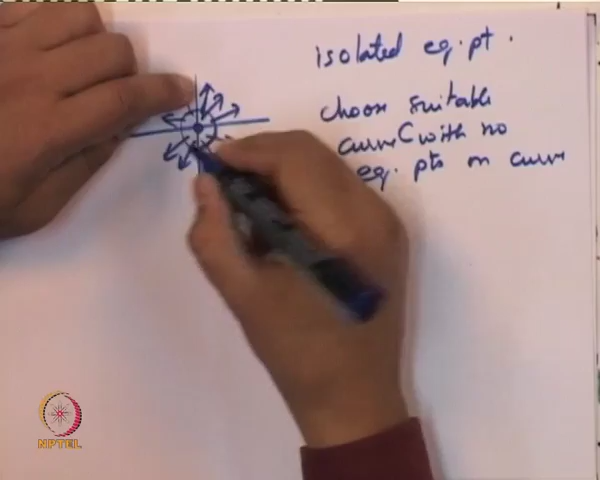 isolated eq. pt.
choose suitable
curve C with no
eq. pts on curve
NPTEL